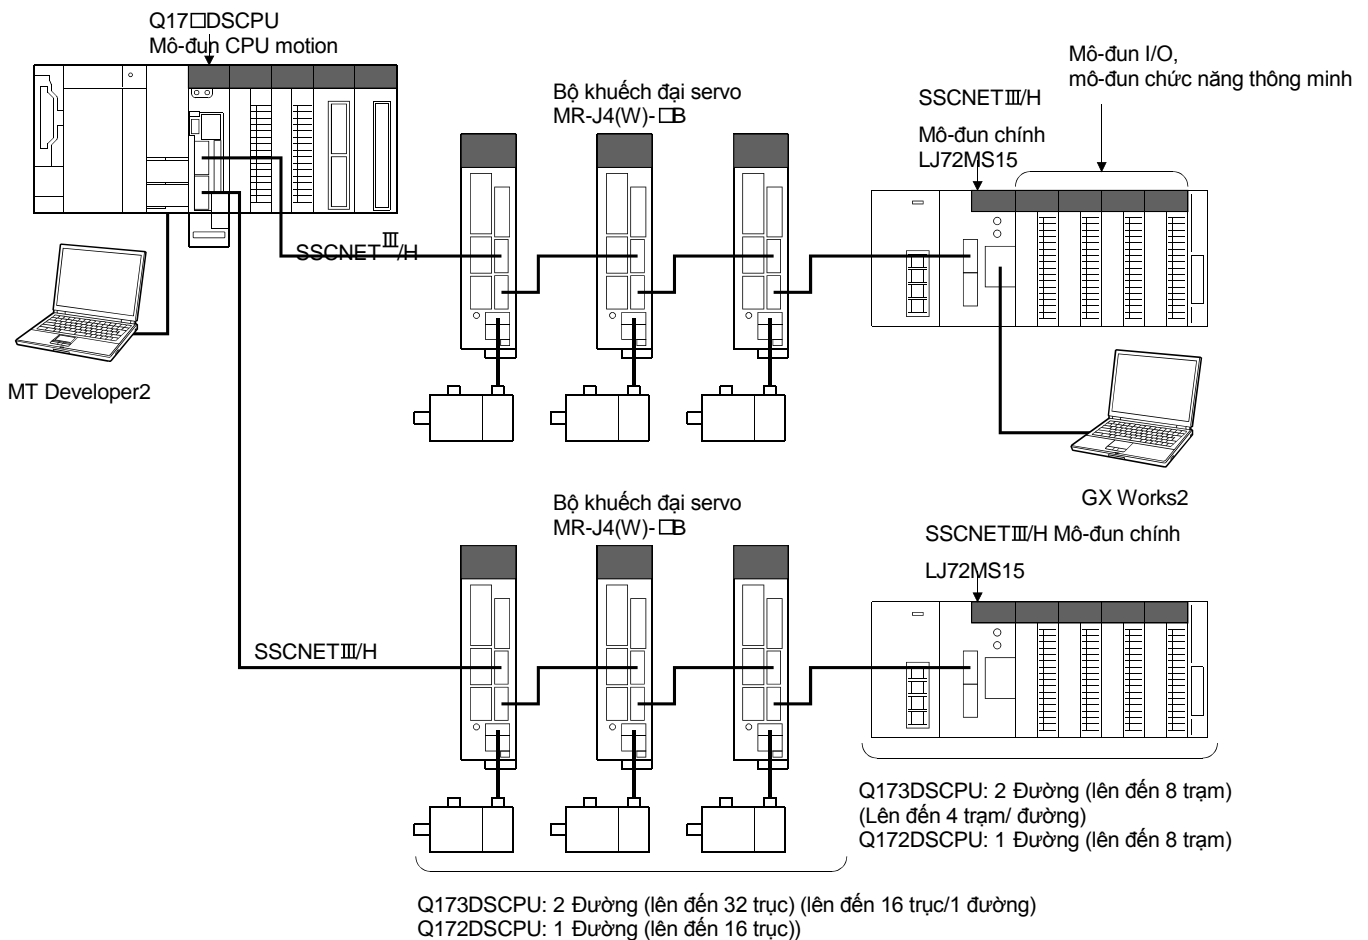 Q17□DSCPU
Mô-đun CPU motion
Bộ khuếch đại servo
MR-J4(W)-□B
SSCNETⅢ/H
Mô-đun chính
LJ72MS15
Mô-đun I/O,
mô-đun chức năng thông minh
SSCNETⅢ/H
MT Developer2
GX Works2
Bộ khuếch đại servo
MR-J4(W)-□B
SSCNETⅢ/H Mô-đun chính
LJ72MS15
SSCNETⅢ/H
Q173DSCPU: 2 Đường (lên đến 8 trạm)
(Lên đến 4 trạm/ đường)
Q172DSCPU: 1 Đường (lên đến 8 trạm)
Q173DSCPU: 2 Đường (lên đến 32 trục) (lên đến 16 trục/1 đường)
Q172DSCPU: 1 Đường (lên đến 16 trục))